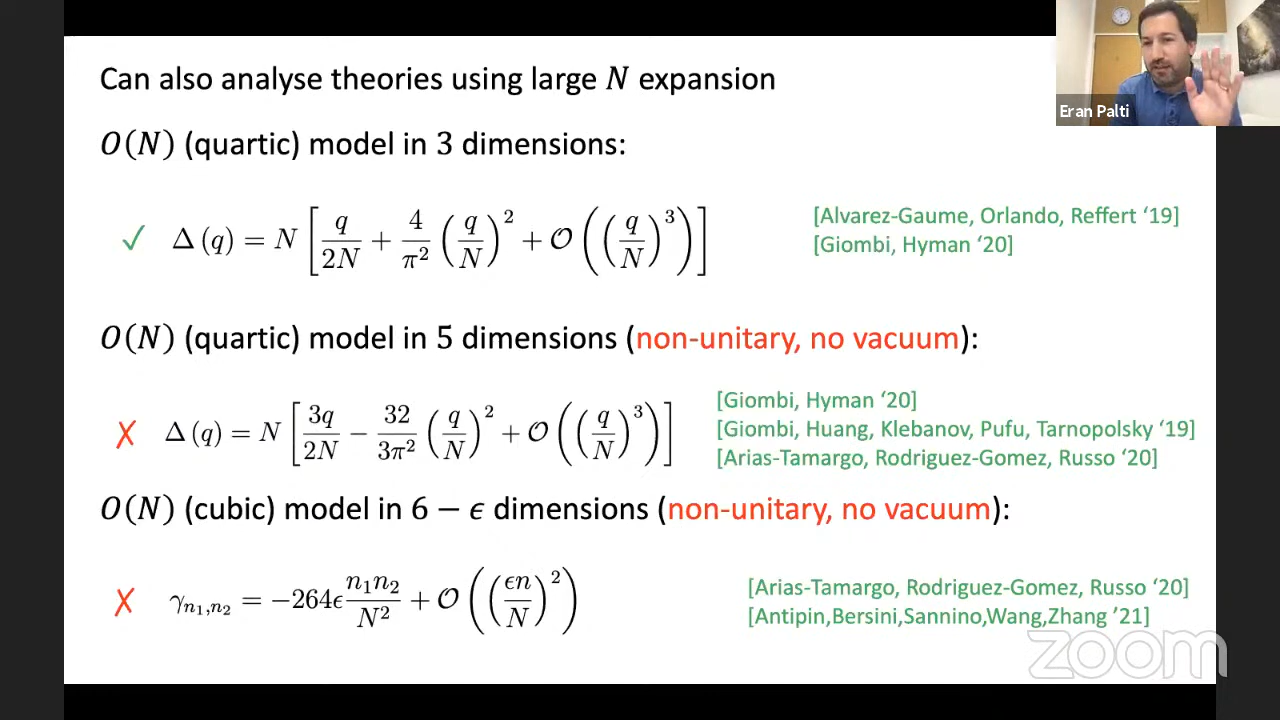 Can also analyse theories using large N expansion
Eran Palti
O(N) (quartic) model in 3 dimensions:
✓ Δ(q) = N [ q/2N + 4/π² (q/N)² + 𝒪((q/N)³) ]
[Alvarez-Gaume, Orlando, Reffert ‘19]
[Giombi, Hyman ‘20]
O(N) (quartic) model in 5 dimensions (non-unitary, no vacuum):
✗ Δ(q) = N [ 3q/2N − 32/3π² (q/N)² + 𝒪((q/N)³) ]
[Giombi, Hyman ‘20]
[Giombi, Huang, Klebanov, Pufu, Tarnopolsky ‘19]
[Arias-Tamargo, Rodriguez-Gomez, Russo ‘20]
O(N) (cubic) model in 6 − ϵ dimensions (non-unitary, no vacuum):
✗ γₙ₁,ₙ₂ = −264ϵ n₁n₂/N² + 𝒪((ϵn/N)²)
[Arias-Tamargo, Rodriguez-Gomez, Russo ‘20]
[Antipin,Bersini,Sannino,Wang,Zhang ’21]
zoom